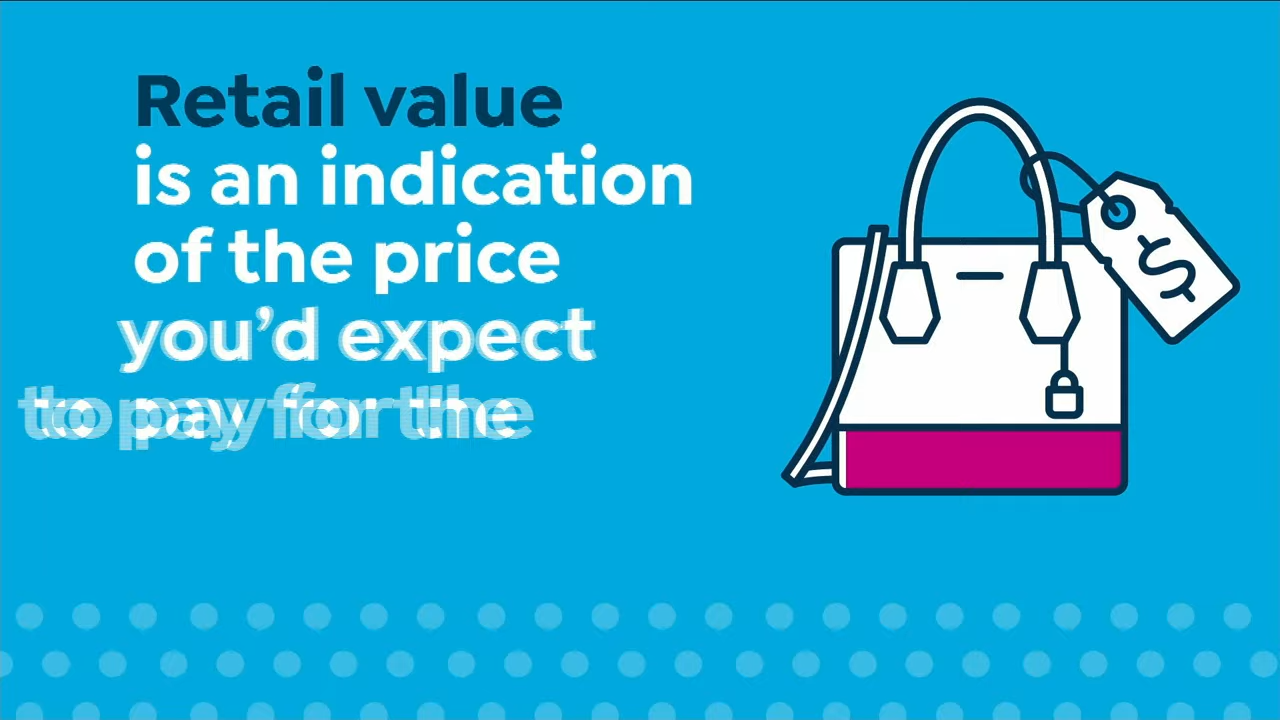 Retail value
is an indication
of the price
you'd expect
to pay for the
$